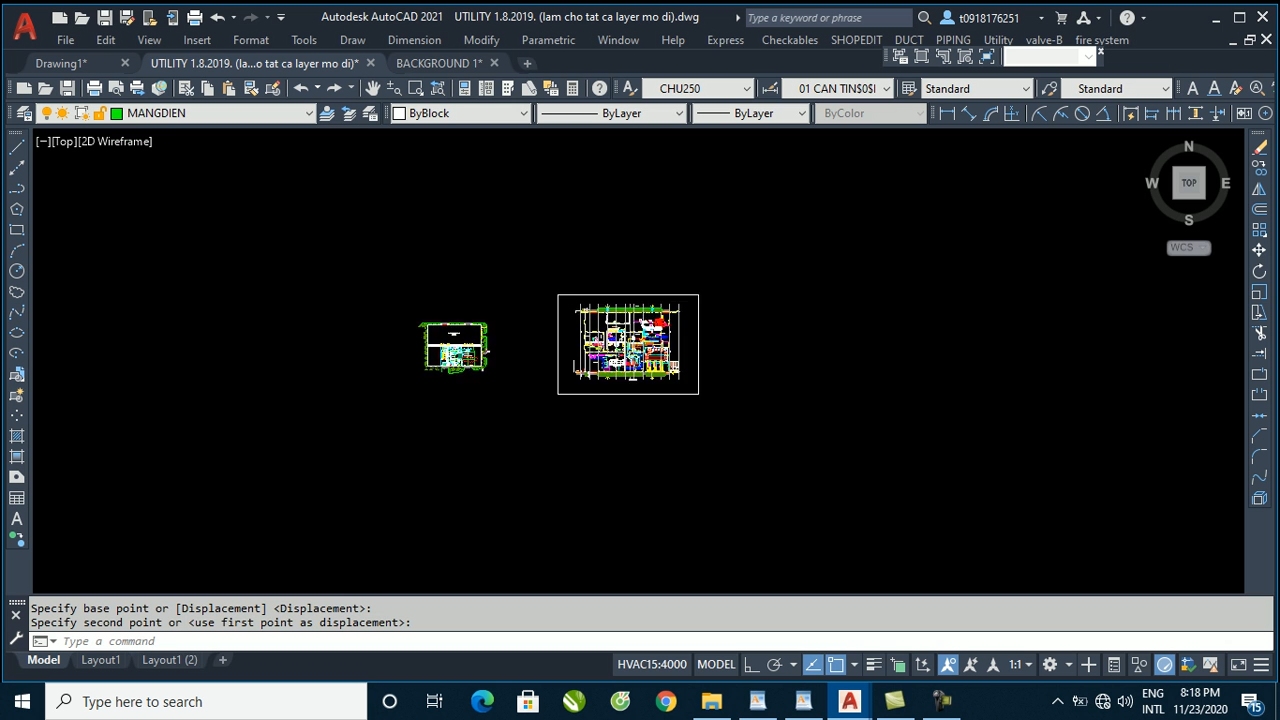 Autodesk AutoCAD 2021 UTILITY 1.8.2019. (lam cho tat ca layer mo di).dwg
Type a keyword or phrase
t0918176251
File Edit View Insert Format Tools Draw Dimension Modify Parametric Window Help Express Checkables SHOPEDIT DUCT PIPING Utility valve-B fire system
Drawing1*
UTILITY 1.8.2019. (la...o tat ca layer mo di)*
BACKGROUND 1*
CHU250
01 CAN TIN$0$I
Standard
Standard
MANGDIEN
ByBlock
ByLayer
ByLayer
ByColor
[−][Top][2D Wireframe]
N
W TOP E
S
WCS
Specify base point or [Displacement] <Displacement>:
Specify second point or <use first point as displacement>:
Type a command
Model Layout1 Layout1 (2) +
HVAC15:4000 MODEL 1:1
Type here to search
ENG
INTL
8:18 PM
11/23/2020
15